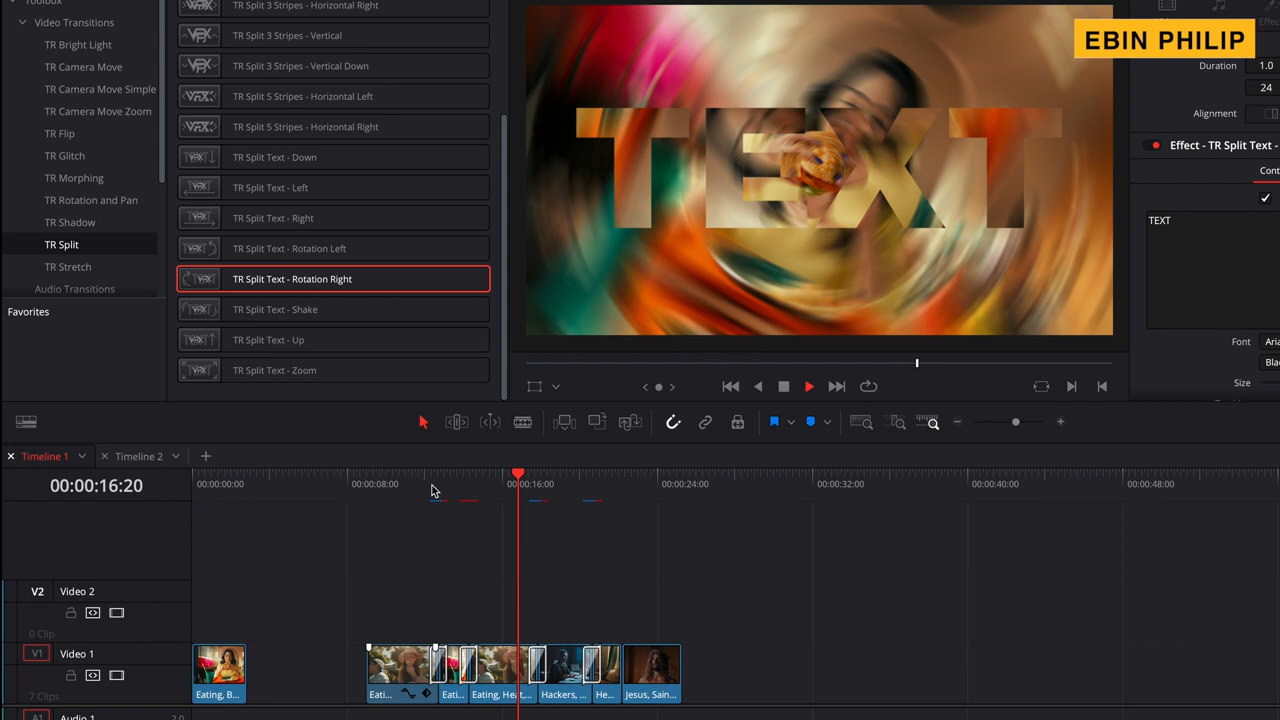 Toolbox
Video Transitions
TR Bright Light
TR Camera Move
TR Camera Move Simple
TR Camera Move Zoom
TR Flip
TR Glitch
TR Morphing
TR Rotation and Pan
TR Shadow
TR Split
TR Stretch
Audio Transitions
Favorites
TR Split 3 Stripes - Horizontal Right
TR Split 3 Stripes - Vertical
TR Split 3 Stripes - Vertical Down
TR Split 5 Stripes - Horizontal Left
TR Split 5 Stripes - Horizontal Right
TR Split Text - Down
TR Split Text - Left
TR Split Text - Right
TR Split Text - Rotation Left
TR Split Text - Rotation Right
TR Split Text - Shake
TR Split Text - Up
TR Split Text - Zoom
TEXT
EBIN PHILIP
Duration 1.0
24
Alignment
Effect - TR Split Text -
Cont
TEXT
Font Aria
Blac
Size
Timeline 1
Timeline 2
00:00:16:20
00:00:00:00
00:00:08:00
00:00:16:00
00:00:24:00
00:00:32:00
00:00:40:00
00:00:48:00
V2 Video 2
0 Clip
V1 Video 1
7 Clips
Eating, B...
Eati...
Eati...
Eating, Heal,...
Hackers, ...
He...
Jesus, Sain...
A1 Audio 1 2.0